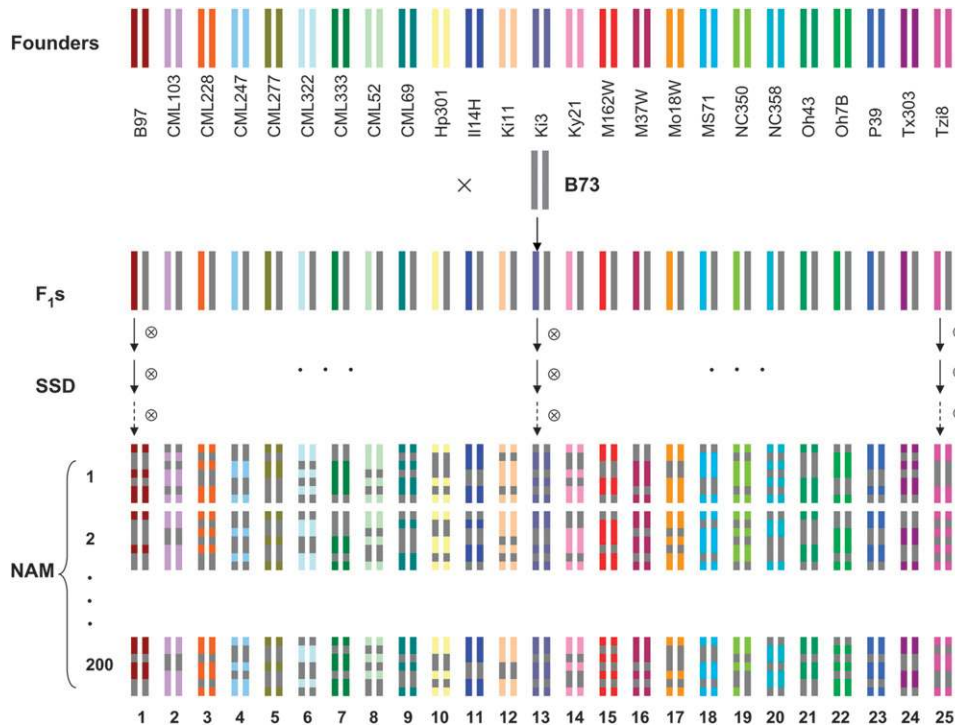 Founders
B97 CML103 CML228 CML247 CML277 CML322 CML333 CML52 CML69 Hp301 Il14H Ki11 Ki3 Ky21 M162W M37W Mo18W MS71 NC350 NC358 Oh43 Oh7B P39 Tx303 Tzi8
× B73
F1s
SSD
1
2
NAM
200
1 2 3 4 5 6 7 8 9 10 11 12 13 14 15 16 17 18 19 20 21 22 23 24 25